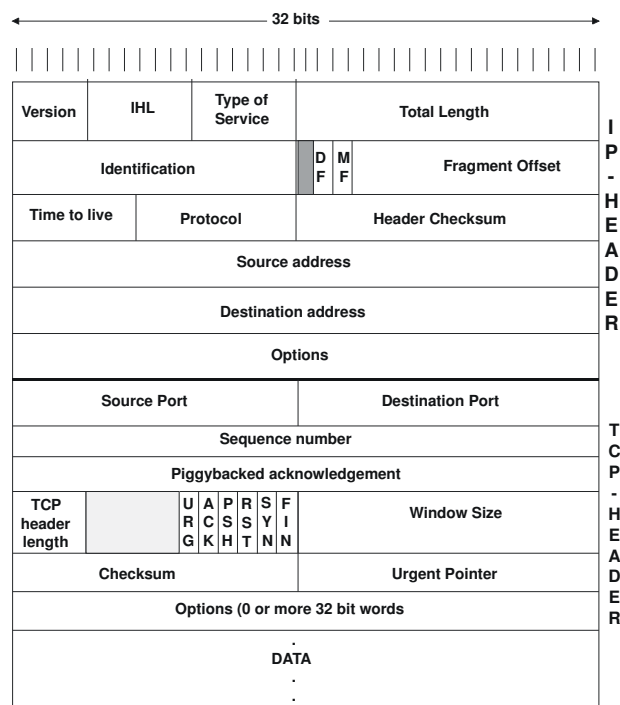 32 bits
Version
IHL
Type of
Service
Total Length
Identification
D
F
M
F
Fragment Offset
Time to live
Protocol
Header Checksum
Source address
Destination address
Options
I
P
-
H
E
A
D
E
R
Source Port
Destination Port
Sequence number
Piggybacked acknowledgement
TCP
header
length
U
R
G
A
C
K
P
S
H
R
S
T
S
Y
N
F
I
N
Window Size
Checksum
Urgent Pointer
Options (0 or more 32 bit words
.
DATA
.
.
T
C
P
-
H
E
A
D
E
R